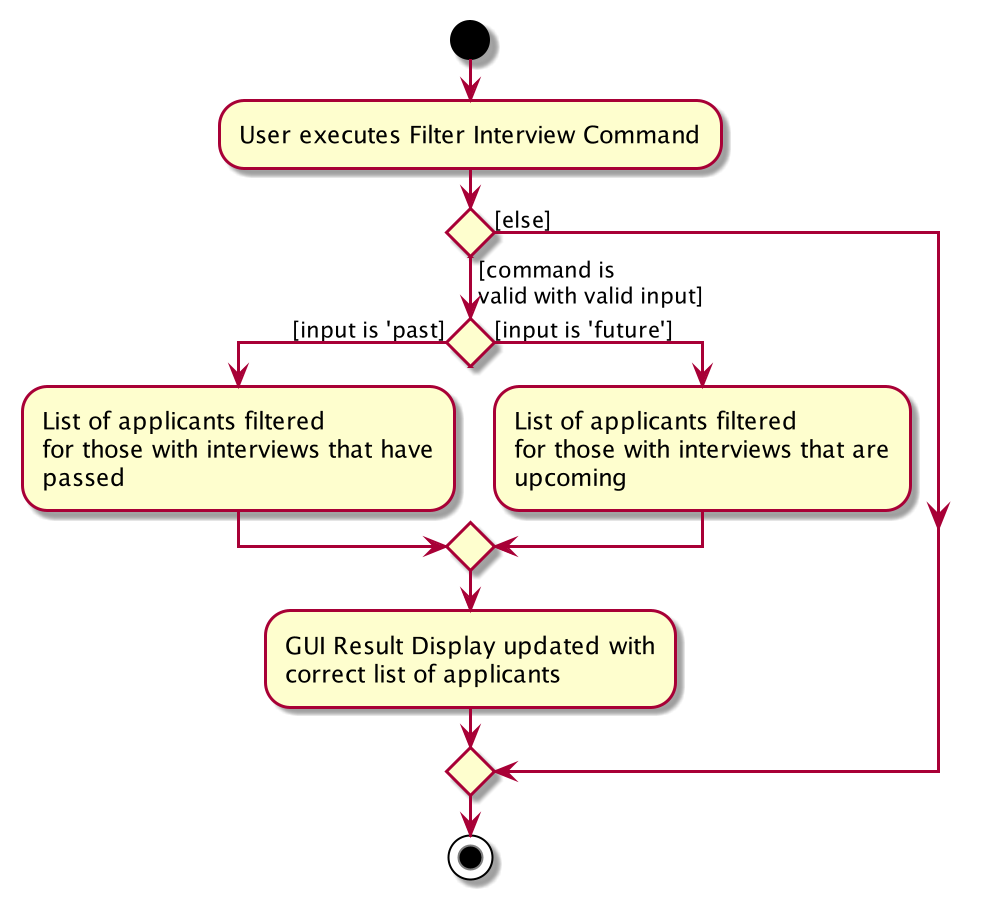 User executes Filter Interview Command
[else]
[command is
valid with valid input]
[input is 'past]
[input is 'future']
List of applicants filtered
for those with interviews that have
passed
List of applicants filtered
for those with interviews that are
upcoming
GUI Result Display updated with
correct list of applicants